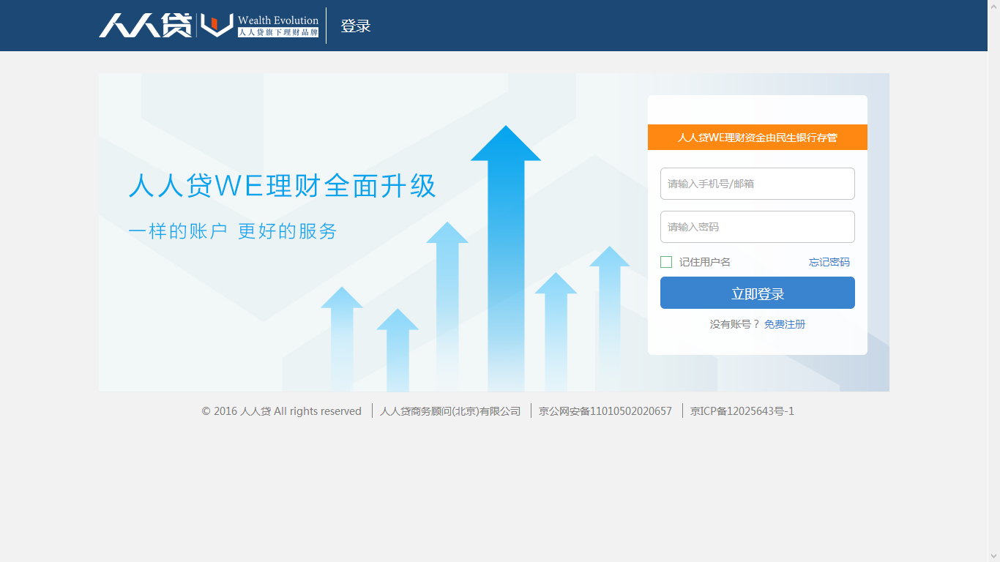 人人贷 Wealth Evolution
人人贷旗下理财品牌
登录
人人贷WE理财全面升级
一样的账户 更好的服务
人人贷WE理财资金由民生银行存管
请输入手机号/邮箱
请输入密码
记住用户名 忘记密码
立即登录
没有账号？ 免费注册
© 2016 人人贷 All rights reserved 人人贷商务顾问(北京)有限公司 京公网安备11010502020657 京ICP备12025643号-1